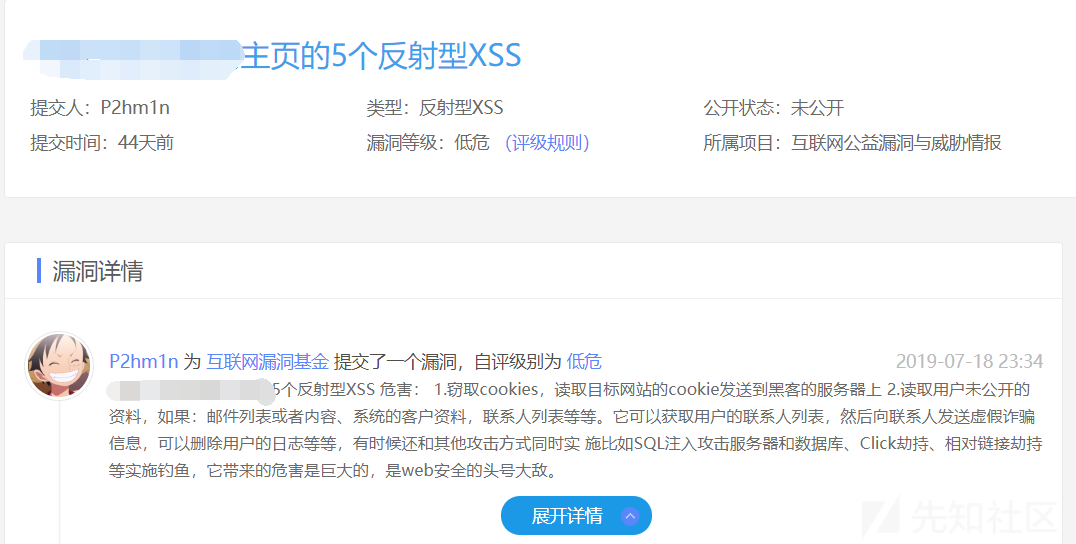 主页的5个反射型XSS
提交人：P2hm1n 类型：反射型XSS 公开状态：未公开
提交时间：44天前 漏洞等级：低危 （评级规则） 所属项目：互联网公益漏洞与威胁情报
漏洞详情
P2hm1n 为 互联网漏洞基金 提交了一个漏洞，自评级别为 低危 2019-07-18 23:34
5个反射型XSS 危害： 1.窃取cookies，读取目标网站的cookie发送到黑客的服务器上 2.读取用户未公开的
资料，如果：邮件列表或者内容、系统的客户资料，联系人列表等等。它可以获取用户的联系人列表，然后向联系人发送虚假诈骗
信息，可以删除用户的日志等等，有时候还和其他攻击方式同时实 施比如SQL注入攻击服务器和数据库、Click劫持、相对链接劫持
等实施钓鱼，它带来的危害是巨大的，是web安全的头号大敌。
展开详情
先知社区